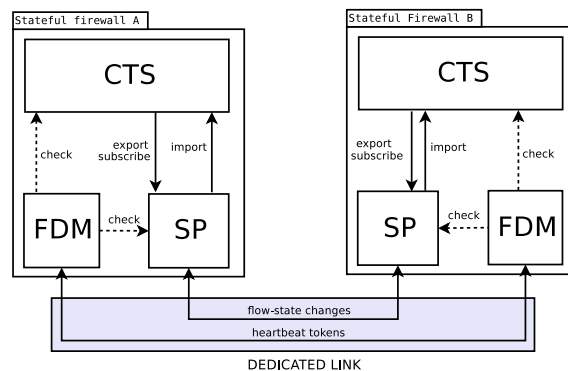 Stateful firewall A
CTS
export
subscribe
import
check
check
FDM
SP
Stateful Firewall B
CTS
export
subscribe
import
check
check
SP
FDM
flow-state changes
heartbeat tokens
DEDICATED LINK